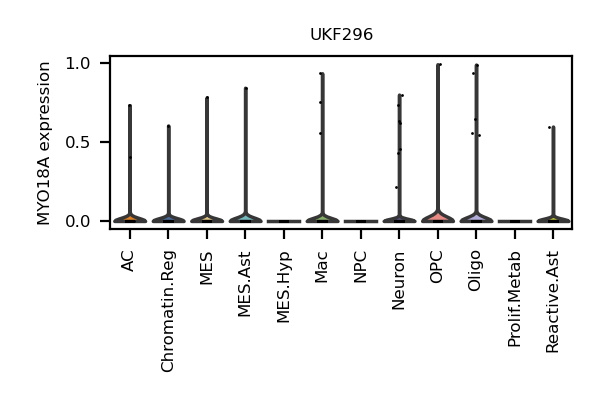 UKF296
MYO18A expression
1.0
0.5
0.0
AC
Chromatin.Reg
MES
MES.Ast
MES.Hyp
Mac
NPC
Neuron
OPC
Oligo
Prolif.Metab
Reactive.Ast